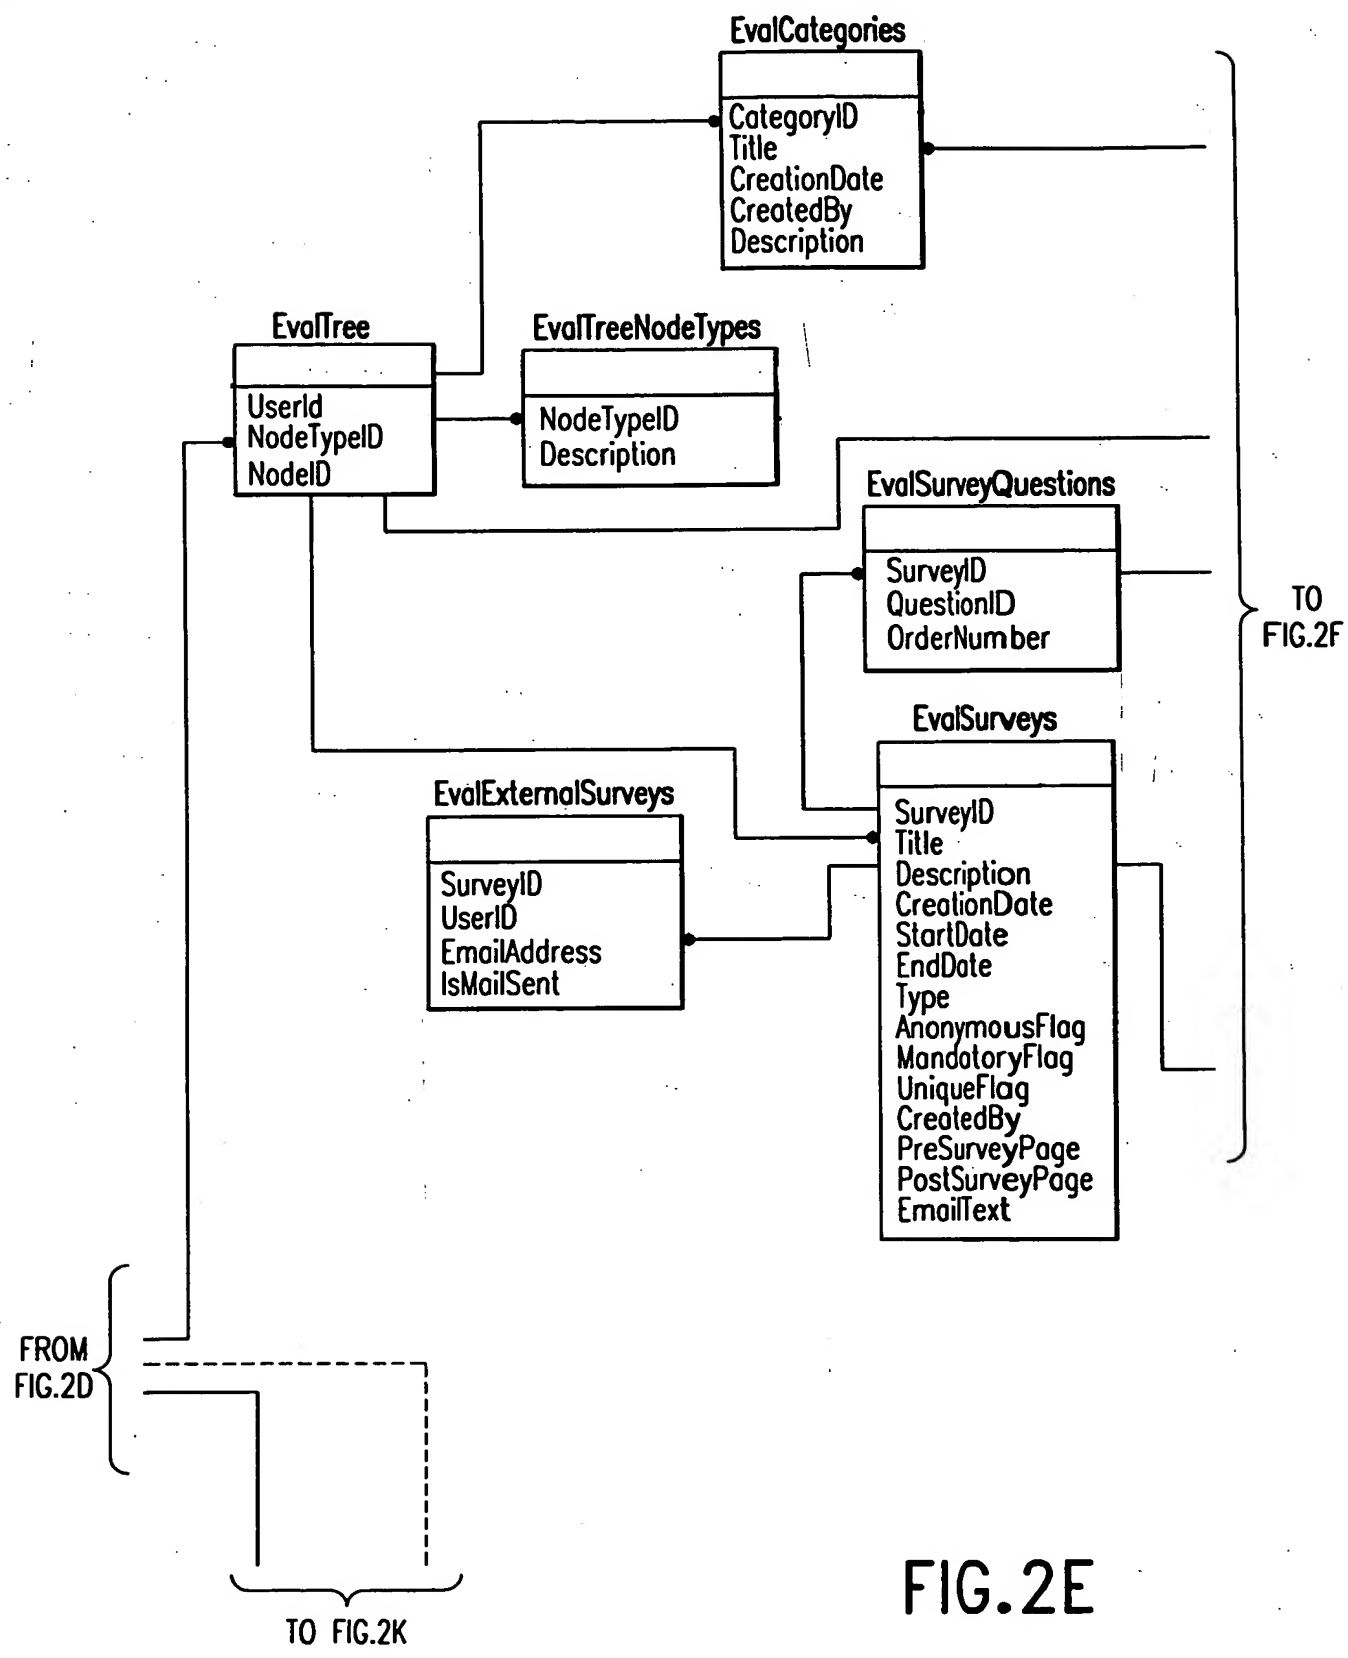 EvalCategories
CategoryID
Title
CreationDate
CreatedBy
Description
EvalTree
UserId
NodeTypeID
NodeID
EvalTreeNodeTypes
NodeTypeID
Description
EvalSurveyQuestions
SurveyID
QuestionID
OrderNumber
TO
FIG.2F
EvalSurveys
SurveyID
Title
Description
CreationDate
StartDate
EndDate
Type
AnonymousFlag
MandatoryFlag
UniqueFlag
CreatedBy
PreSurveyPage
PostSurveyPage
EmailText
EvalExternalSurveys
SurveyID
UserID
EmailAddress
IsMailSent
FROM
FIG.2D
TO FIG.2K
FIG.2E